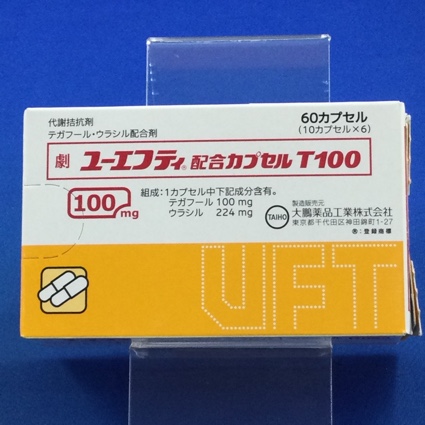 代謝拮抗剤
テガフール・ウラシル配合剤
60カプセル
(10カプセル×6)
劇 ユーエフティ® 配合カプセル T100
100mg
組成:1カプセル中下記成分含有。
テガフール 100 mg
ウラシル 224 mg
製造販売元
TAIHO 大鵬薬品工業株式会社
東京都千代田区神田錦町1-27
®:登録商標
UFT